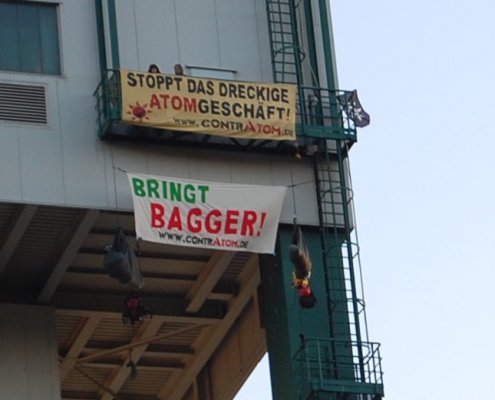 STOPPT DAS DRECKIGE
ATOMGESCHÄFT!
WWW.CONTRATOM.DE
BRINGT
BAGGER!
WWW.CONTRATOM.DE